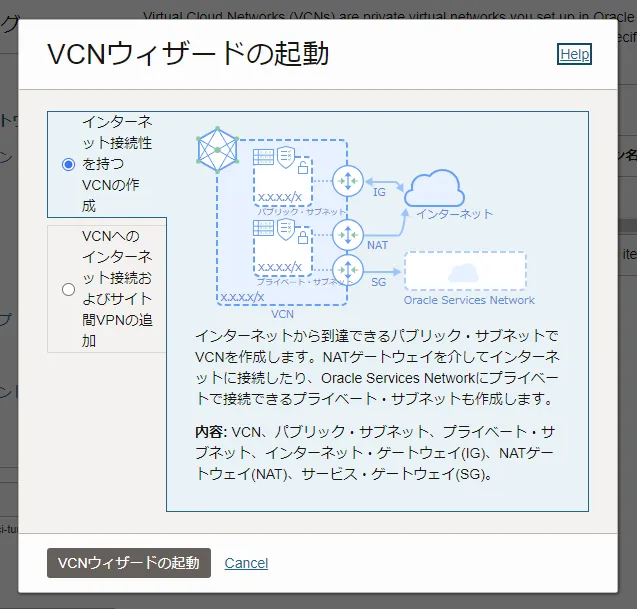 Virtual Cloud Networks (VCNs) are private virtual networks you set up in Oracle
VCNウィザードの起動
Help
インターネ
ット接続性
を持つ
VCNの作
成
VCNへの
インターネ
ット接続お
よびサイト
間VPNの追
加
x.x.x.x/x
パブリック・サブネット
x.x.x.x/x
プライベート・サブネット
x.x.x.x/x
VCN
IG
インターネット
NAT
SG
Oracle Services Network
インターネットから到達できるパブリック・サブネットで
VCNを作成します。NATゲートウェイを介してインターネ
ットに接続したり、Oracle Services Networkにプライベー
トで接続できるプライベート・サブネットも作成します。
内容: VCN、パブリック・サブネット、プライベート・サ
ブネット、インターネット・ゲートウェイ(IG)、NATゲー
トウェイ(NAT)、サービス・ゲートウェイ(SG)。
VCNウィザードの起動
Cancel